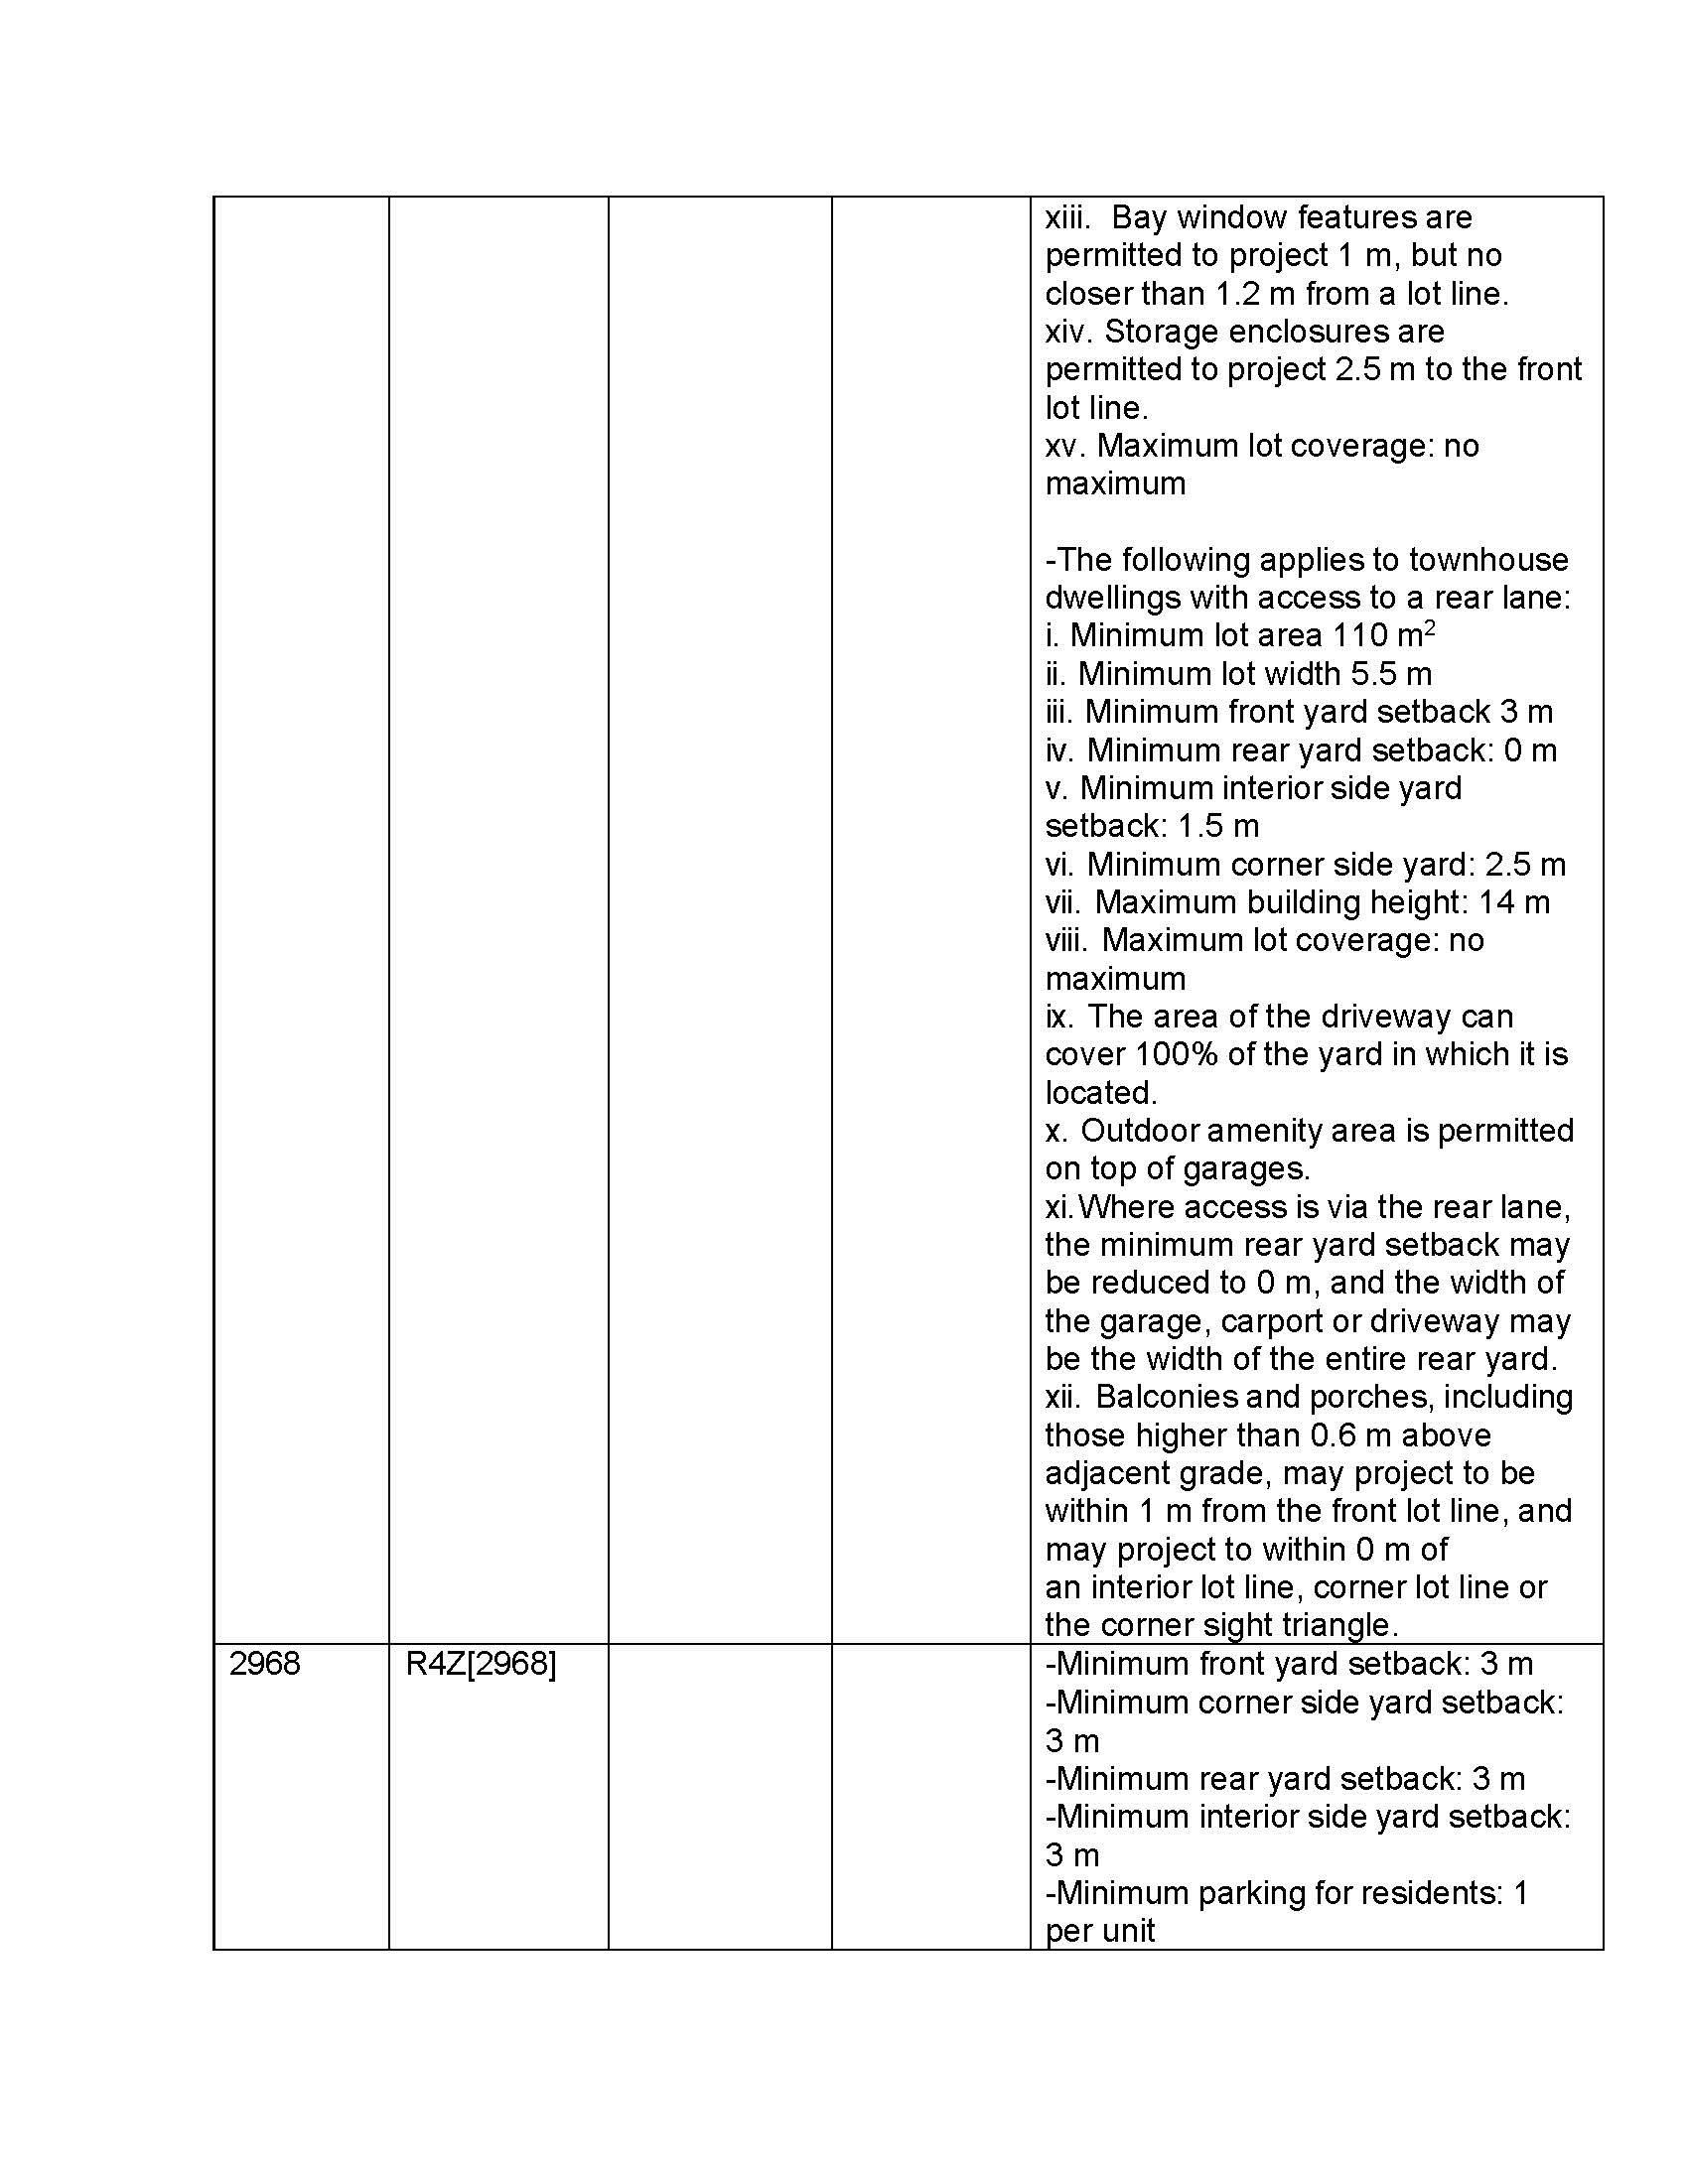 xiii.  Bay window features are
permitted to project 1 m, but no
closer than 1.2 m from a lot line.
xiv. Storage enclosures are
permitted to project 2.5 m to the front
lot line.
xv. Maximum lot coverage: no
maximum
-The following applies to townhouse
dwellings with access to a rear lane:
i. Minimum lot area 110 m²
ii. Minimum lot width 5.5 m
iii. Minimum front yard setback 3 m
iv. Minimum rear yard setback: 0 m
v. Minimum interior side yard
setback: 1.5 m
vi. Minimum corner side yard: 2.5 m
vii. Maximum building height: 14 m
viii. Maximum lot coverage: no
maximum
ix. The area of the driveway can
cover 100% of the yard in which it is
located.
x. Outdoor amenity area is permitted
on top of garages.
xi.Where access is via the rear lane,
the minimum rear yard setback may
be reduced to 0 m, and the width of
the garage, carport or driveway may
be the width of the entire rear yard.
xii. Balconies and porches, including
those higher than 0.6 m above
adjacent grade, may project to be
within 1 m from the front lot line, and
may project to within 0 m of
an interior lot line, corner lot line or
the corner sight triangle.
2968 R4Z[2968] -Minimum front yard setback: 3 m
-Minimum corner side yard setback:
3 m
-Minimum rear yard setback: 3 m
-Minimum interior side yard setback:
3 m
-Minimum parking for residents: 1
per unit